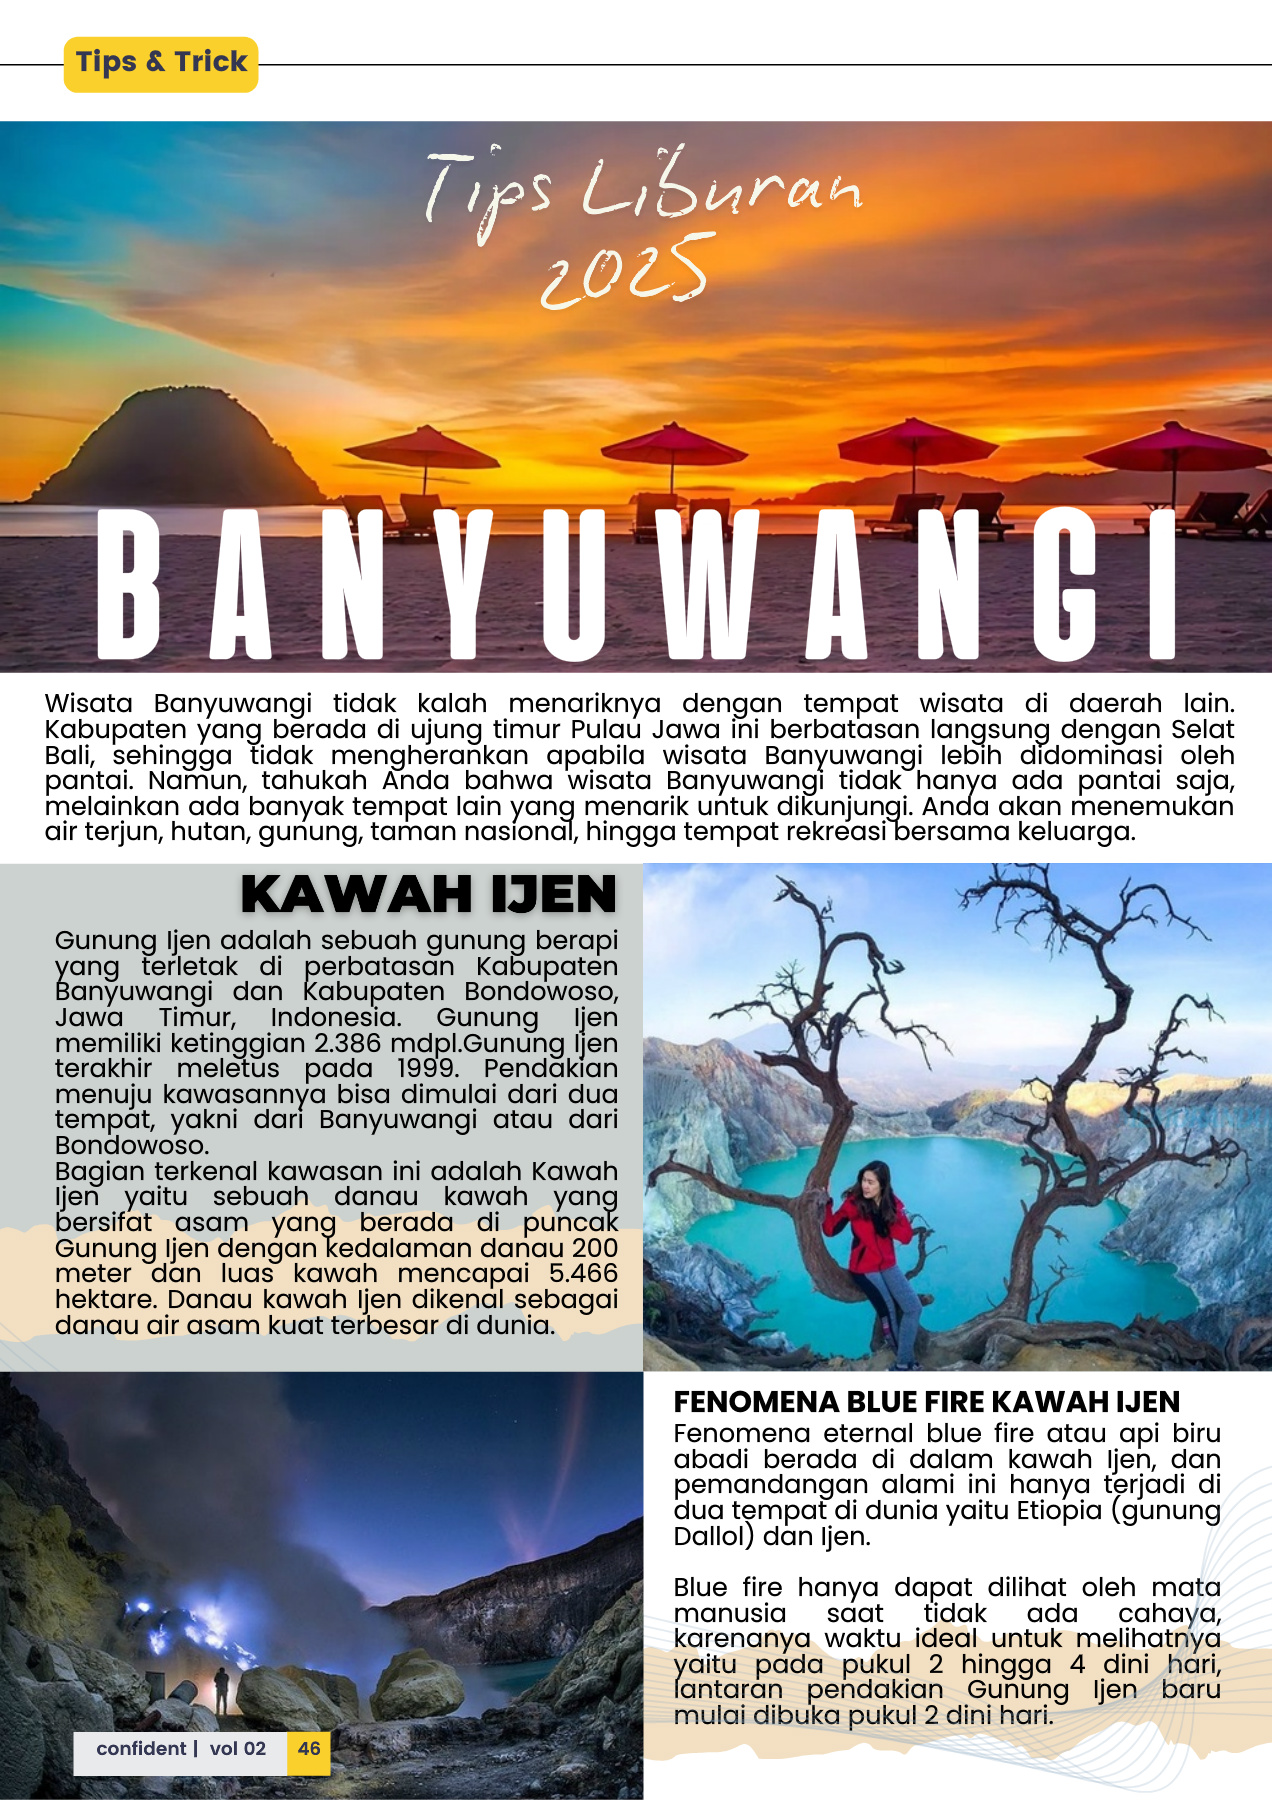 Tips & Trick
Tips Liburan
2025
BANYUWANGI
Wisata Banyuwangi tidak kalah menariknya dengan tempat wisata di daerah lain.
Kabupaten yang berada di ujung timur Pulau Jawa ini berbatasan langsung dengan Selat
Bali, sehingga tidak mengherankan apabila wisata Banyuwangi lebih didominasi oleh
pantai. Namun, tahukah Anda bahwa wisata Banyuwangi tidak hanya ada pantai saja,
melainkan ada banyak tempat lain yang menarik untuk dikunjungi. Anda akan menemukan
air terjun, hutan, gunung, taman nasional, hingga tempat rekreasi bersama keluarga.
KAWAH IJEN
Gunung Ijen adalah sebuah gunung berapi
yang terletak di perbatasan Kabupaten
Banyuwangi dan Kabupaten Bondowoso,
Jawa Timur, Indonesia. Gunung Ijen
memiliki ketinggian 2.386 mdpl.Gunung Ijen
terakhir meletus pada 1999. Pendakian
menuju kawasannya bisa dimulai dari dua
tempat, yakni dari Banyuwangi atau dari
Bondowoso.
Bagian terkenal kawasan ini adalah Kawah
Ijen yaitu sebuah danau kawah yang
bersifat asam yang berada di puncak
Gunung Ijen dengan kedalaman danau 200
meter dan luas kawah mencapai 5.466
hektare. Danau kawah Ijen dikenal sebagai
danau air asam kuat terbesar di dunia.
FENOMENA BLUE FIRE KAWAH IJEN
Fenomena eternal blue fire atau api biru
abadi berada di dalam kawah Ijen, dan
pemandangan alami ini hanya terjadi di
dua tempat di dunia yaitu Etiopia (gunung
Dallol) dan Ijen.
Blue fire hanya dapat dilihat oleh mata
manusia saat tidak ada cahaya,
karenanya waktu ideal untuk melihatnya
yaitu pada pukul 2 hingga 4 dini hari,
lantaran pendakian Gunung Ijen baru
mulai dibuka pukul 2 dini hari.
confident | vol 02 46